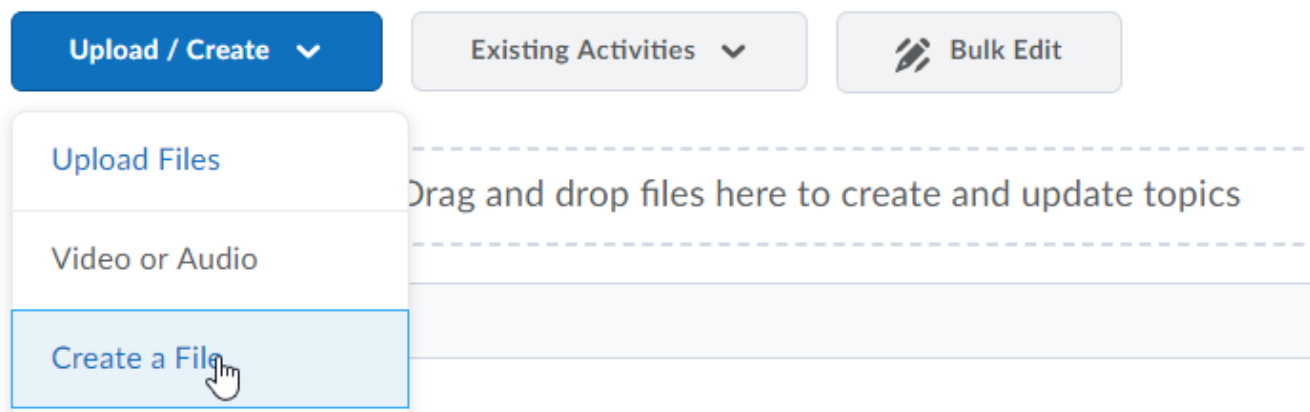 Upload / Create
Existing Activities
Bulk Edit
Upload Files
Drag and drop files here to create and update topics
Video or Audio
Create a File